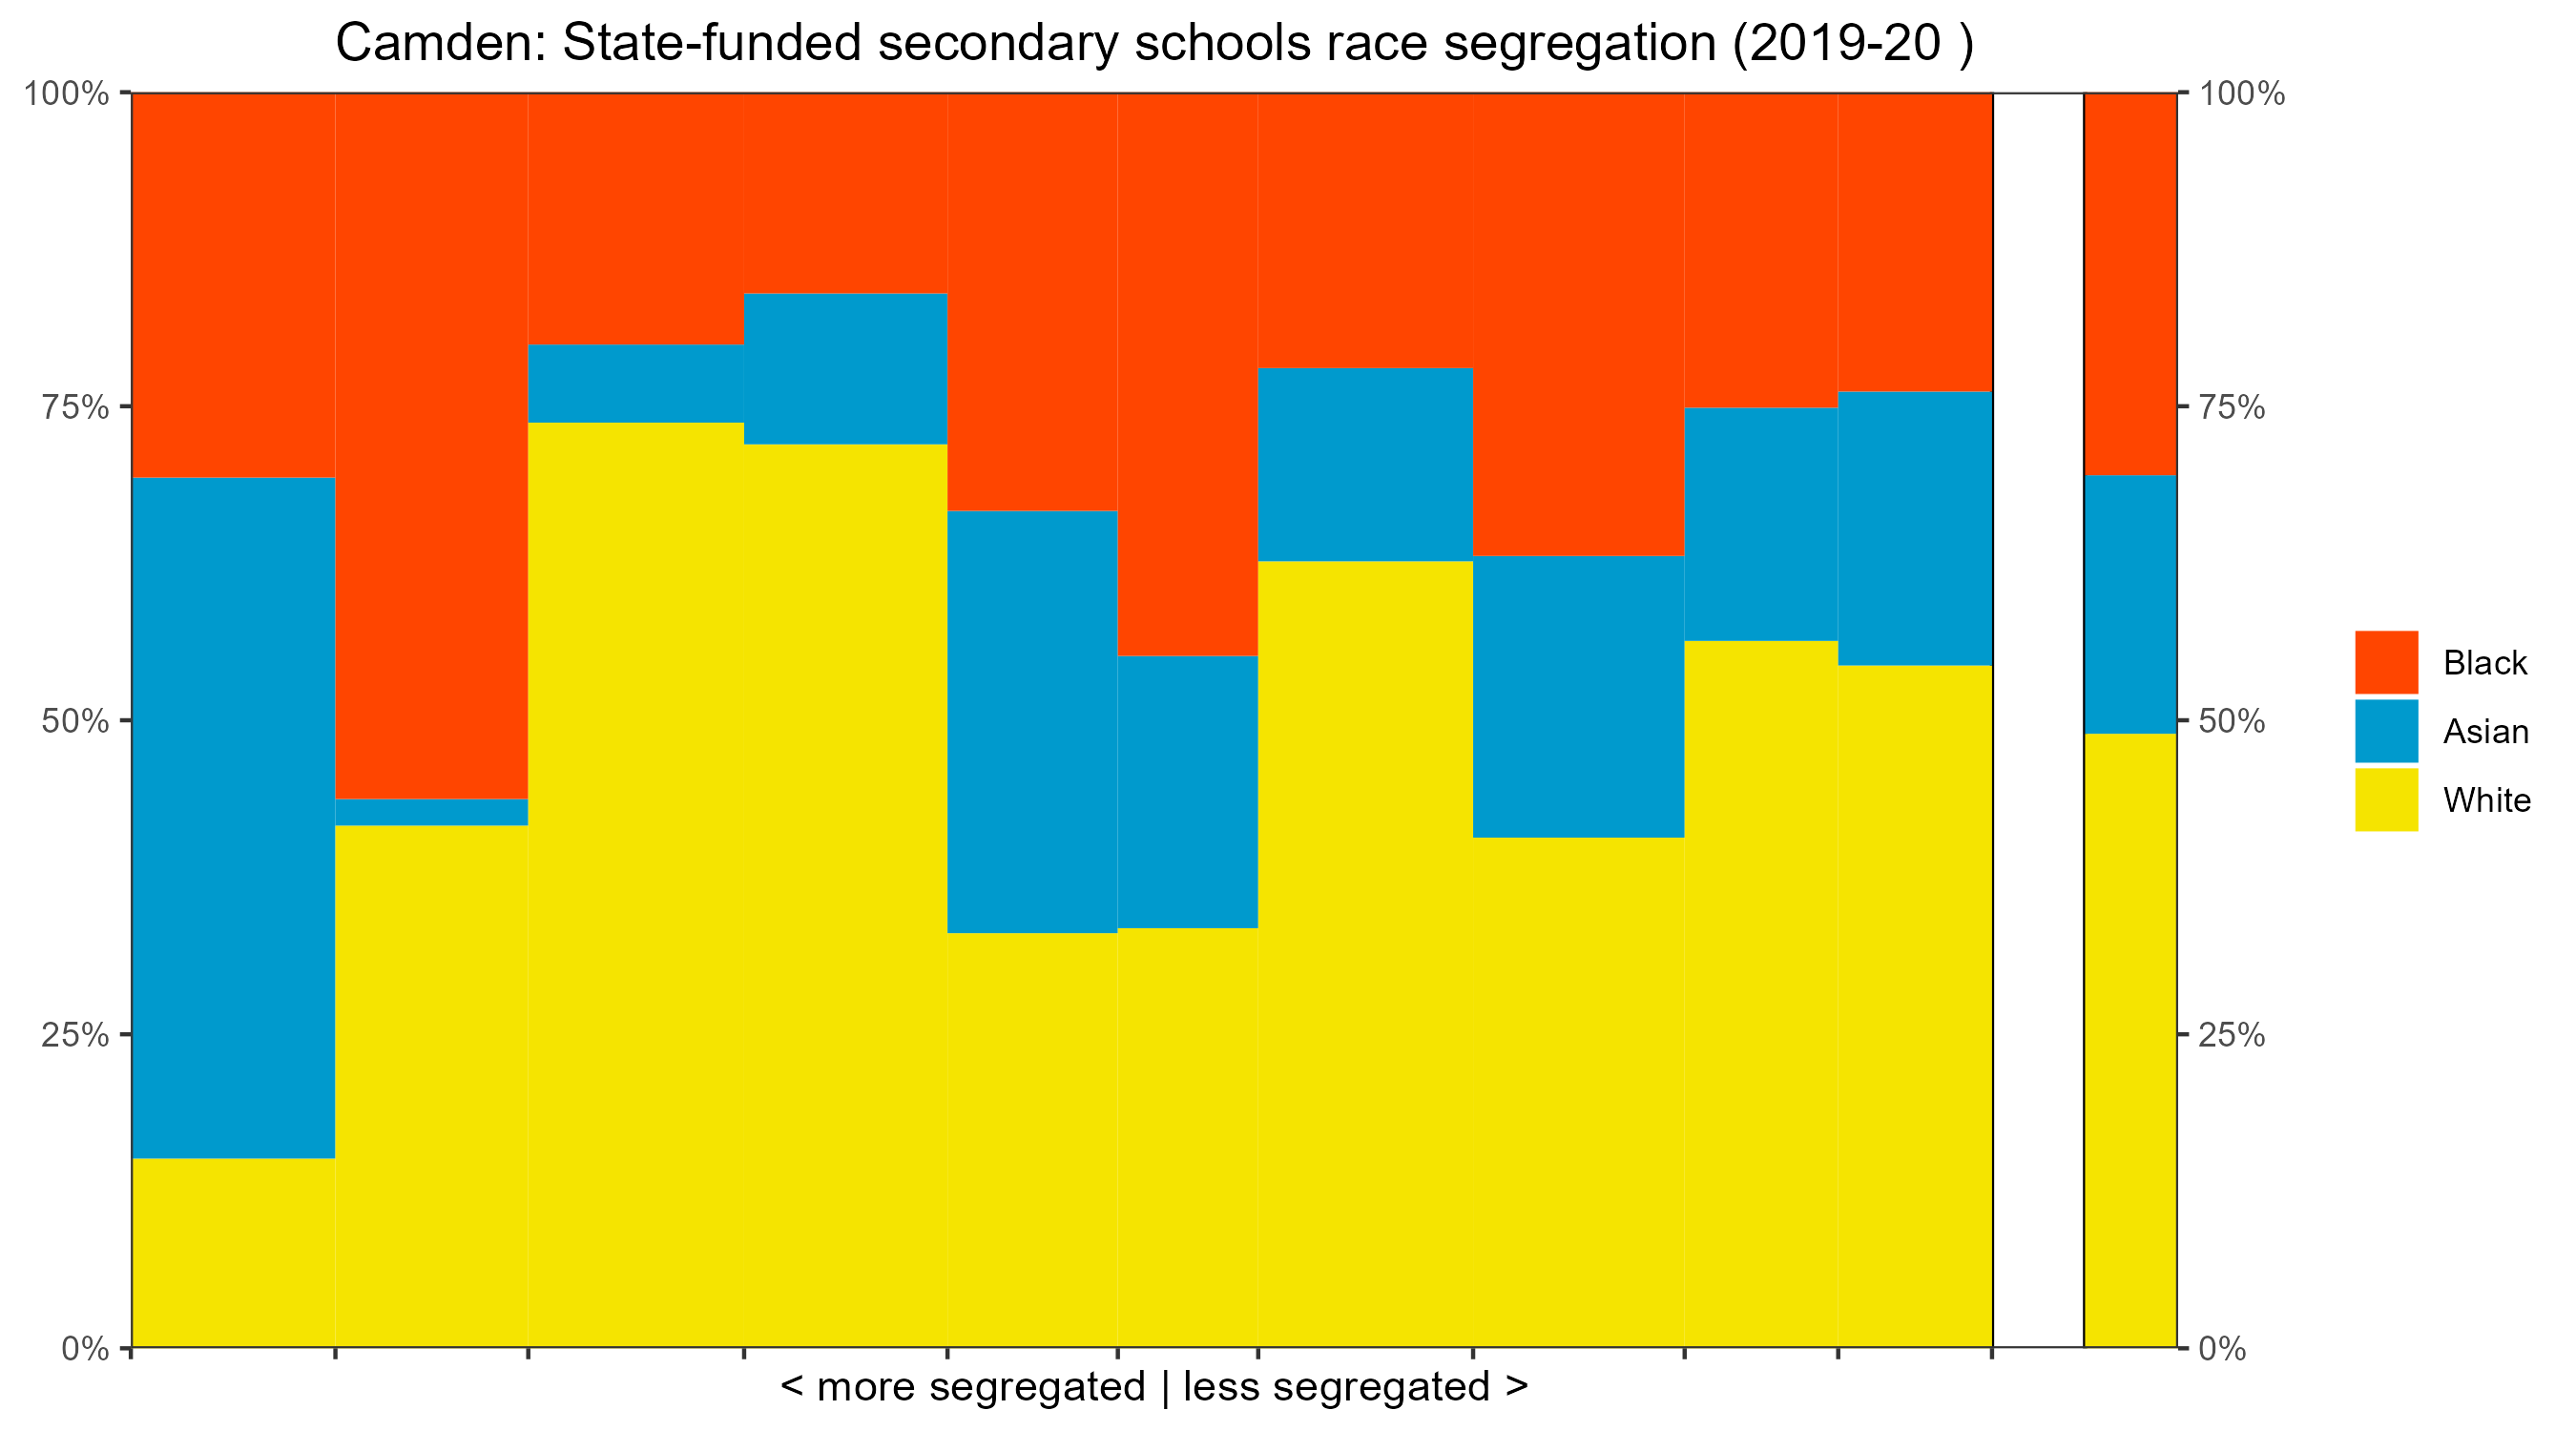 Camden: State-funded secondary schools race segregation (2019-20 )
100%
75%
50%
25%
0%
100%
75%
50%
25%
0%
Black
Asian
White
< more segregated | less segregated >